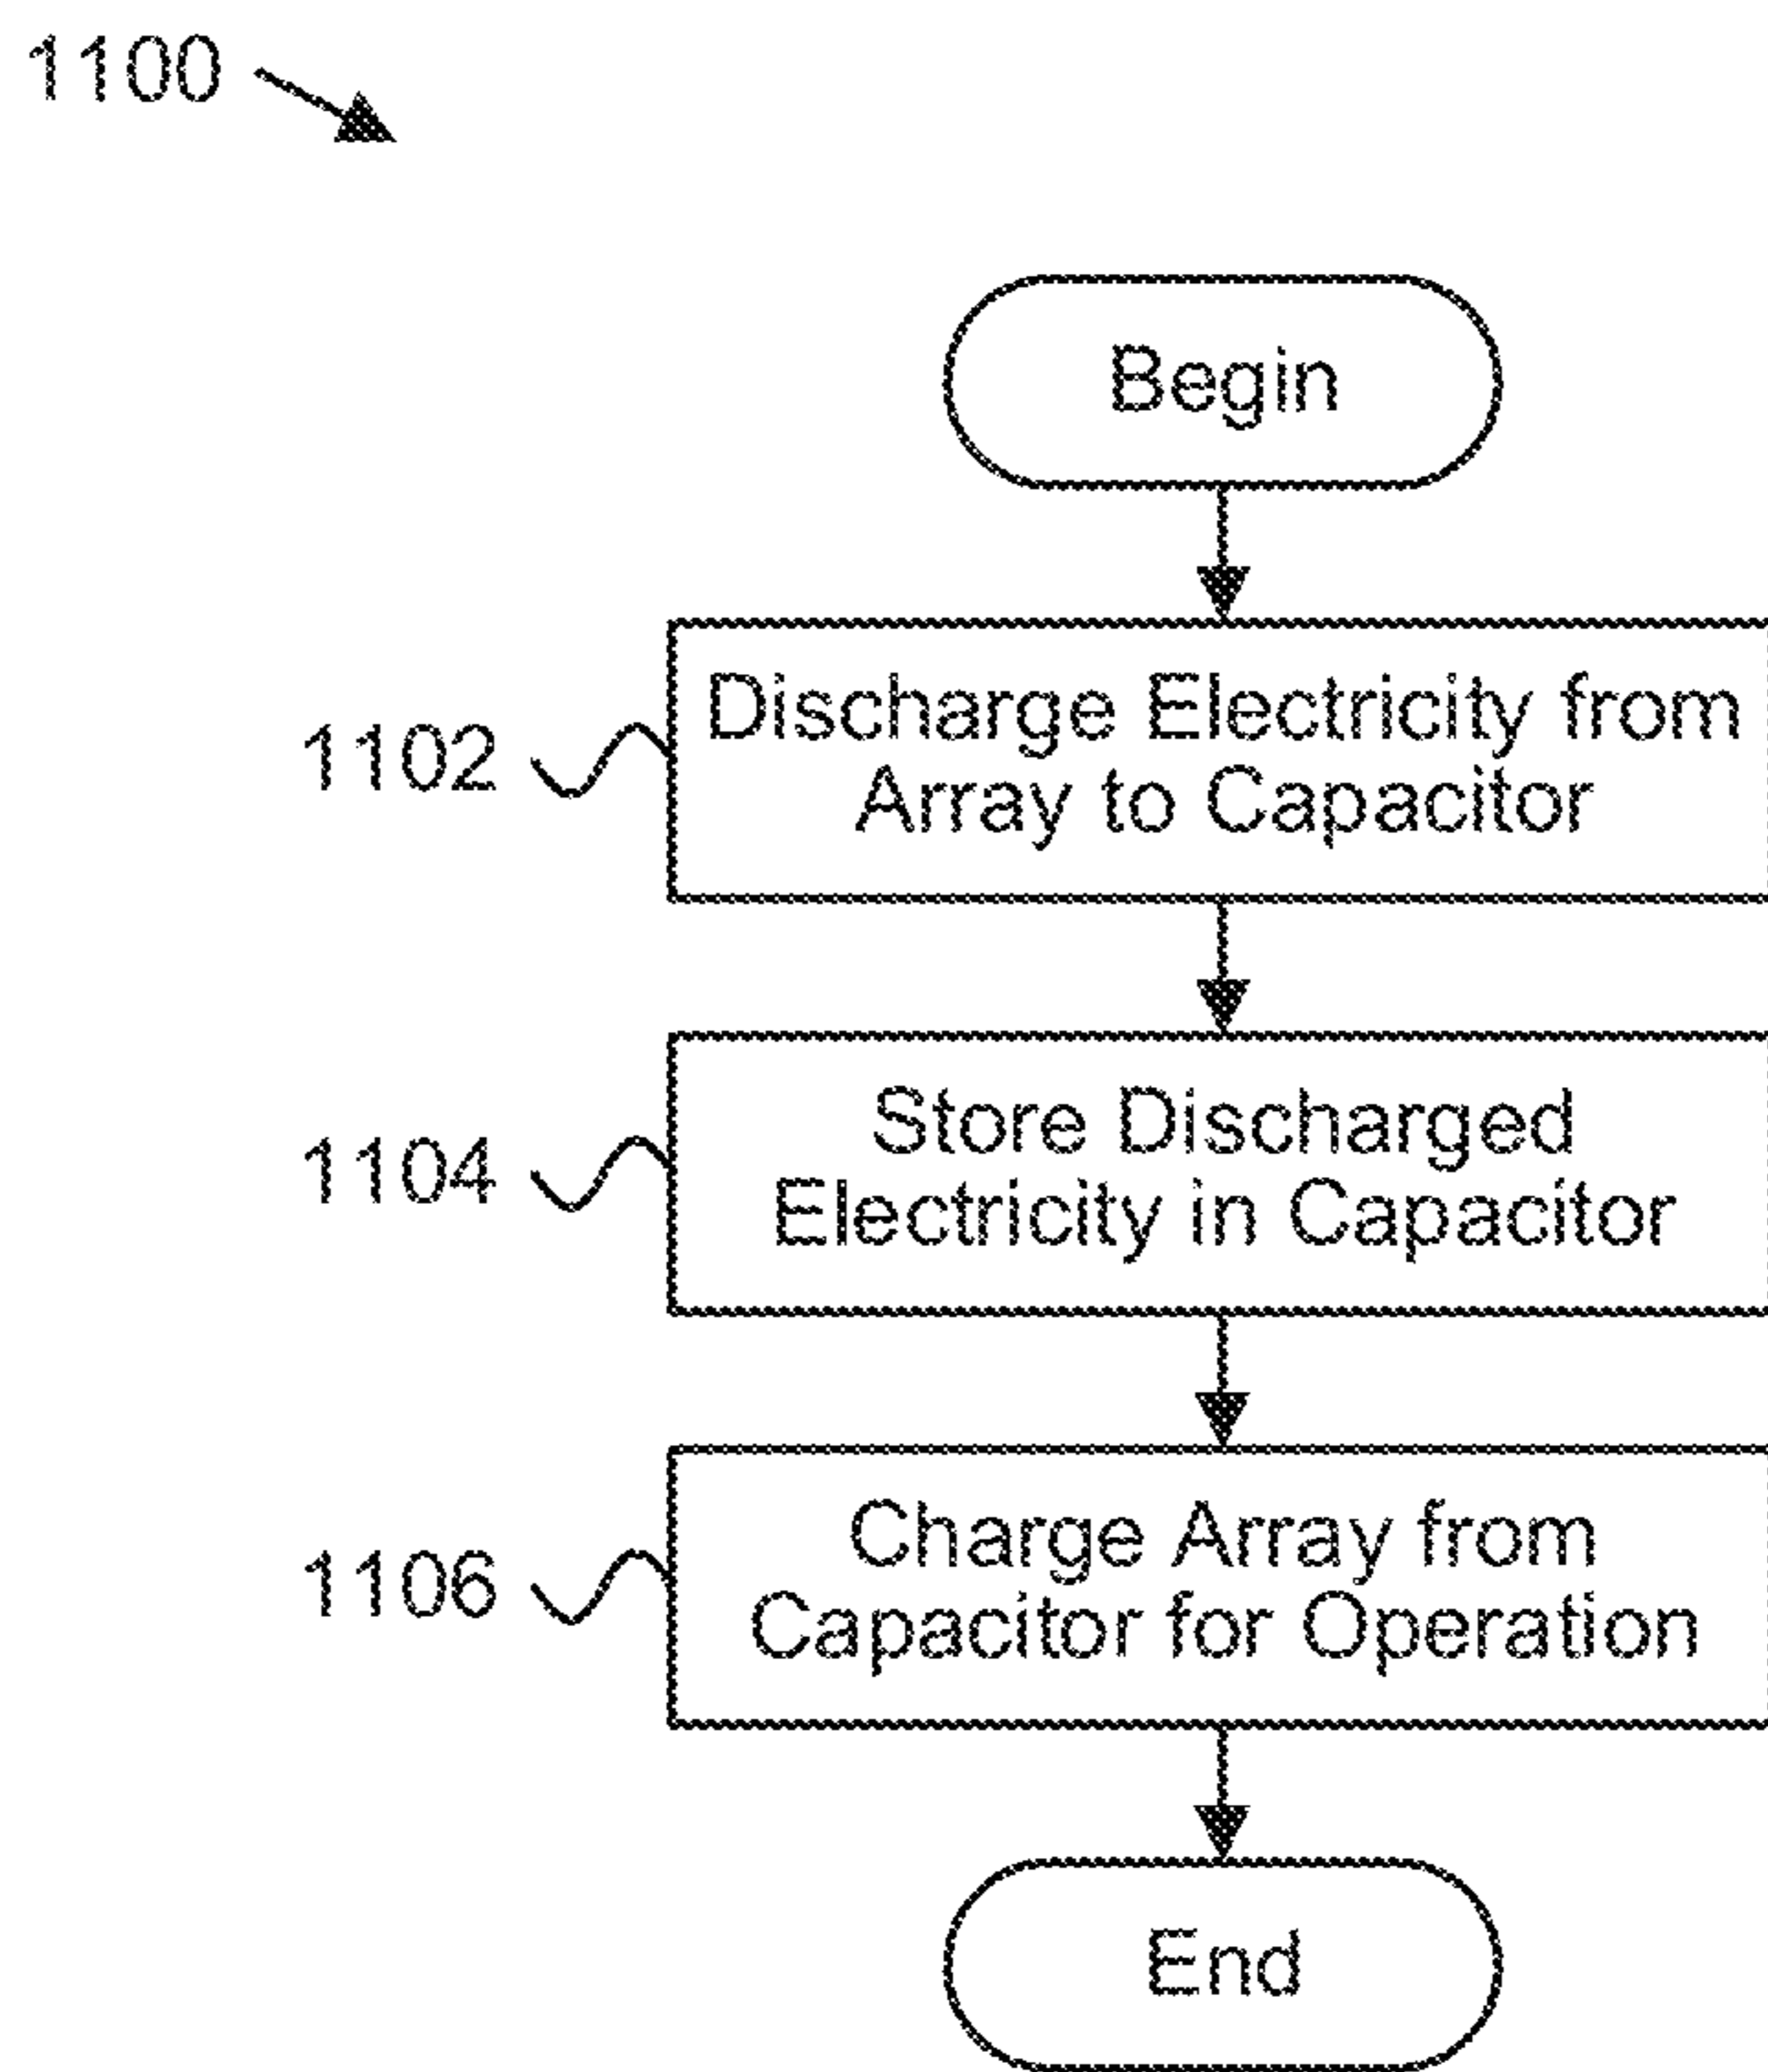 1100
Begin
1102
Discharge Electricity from
Array to Capacitor
1104
Store Discharged
Electricity in Capacitor
1106
Charge Array from
Capacitor for Operation
End